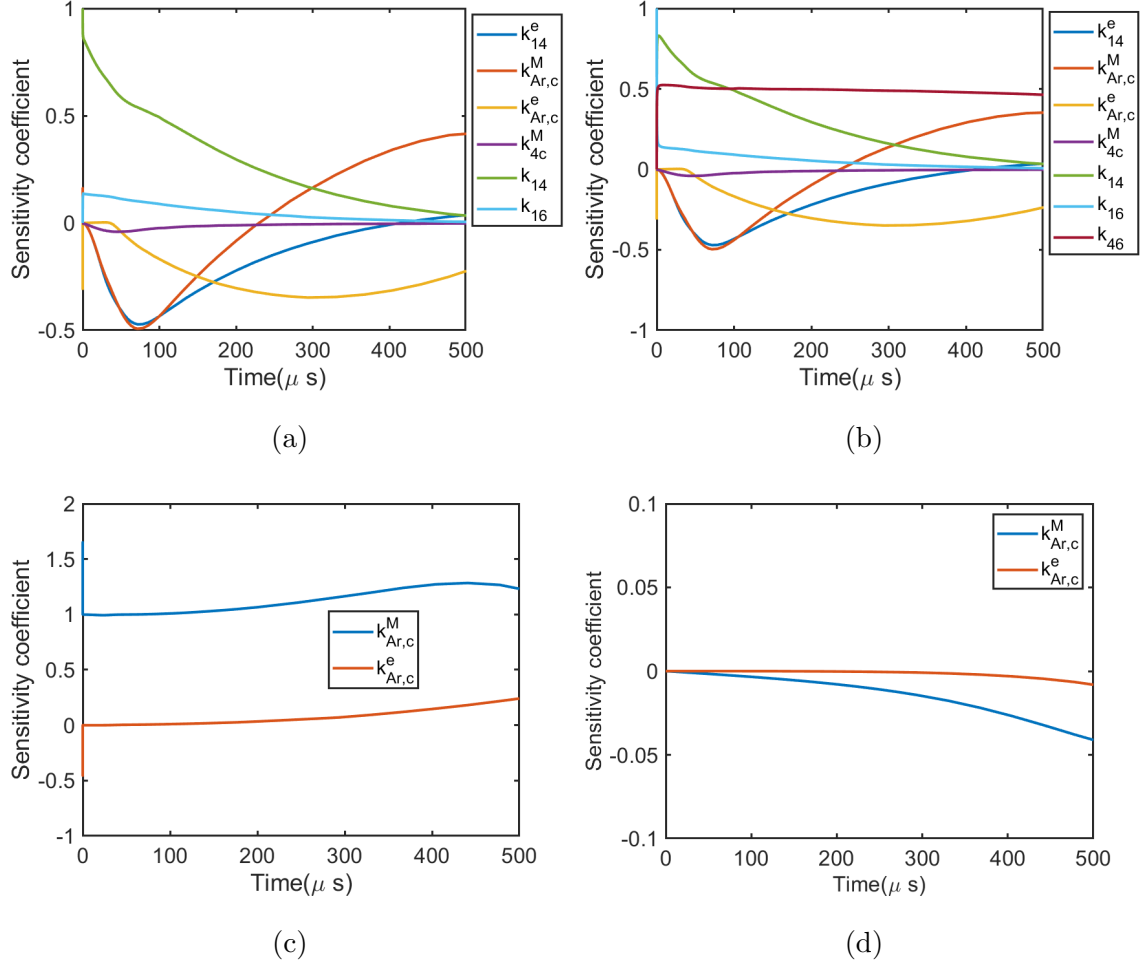 1
0.5
0
-0.5
Sensitivity coefficient
0 100 200 300 400 500
Time(μ s)
k^e_14
k^M_Ar,c
k^e_Ar,c
k^M_4c
k_14
k_16
(a)
1
0.5
0
-0.5
-1
Sensitivity coefficient
0 100 200 300 400 500
Time(μ s)
k^e_14
k^M_Ar,c
k^e_Ar,c
k^M_4c
k_14
k_16
k_46
(b)
2
1.5
1
0.5
0
-0.5
-1
Sensitivity coefficient
0 100 200 300 400 500
Time(μ s)
k^M_Ar,c
k^e_Ar,c
(c)
0.1
0.05
0
-0.05
-0.1
Sensitivity coefficient
0 100 200 300 400 500
Time(μ s)
k^M_Ar,c
k^e_Ar,c
(d)